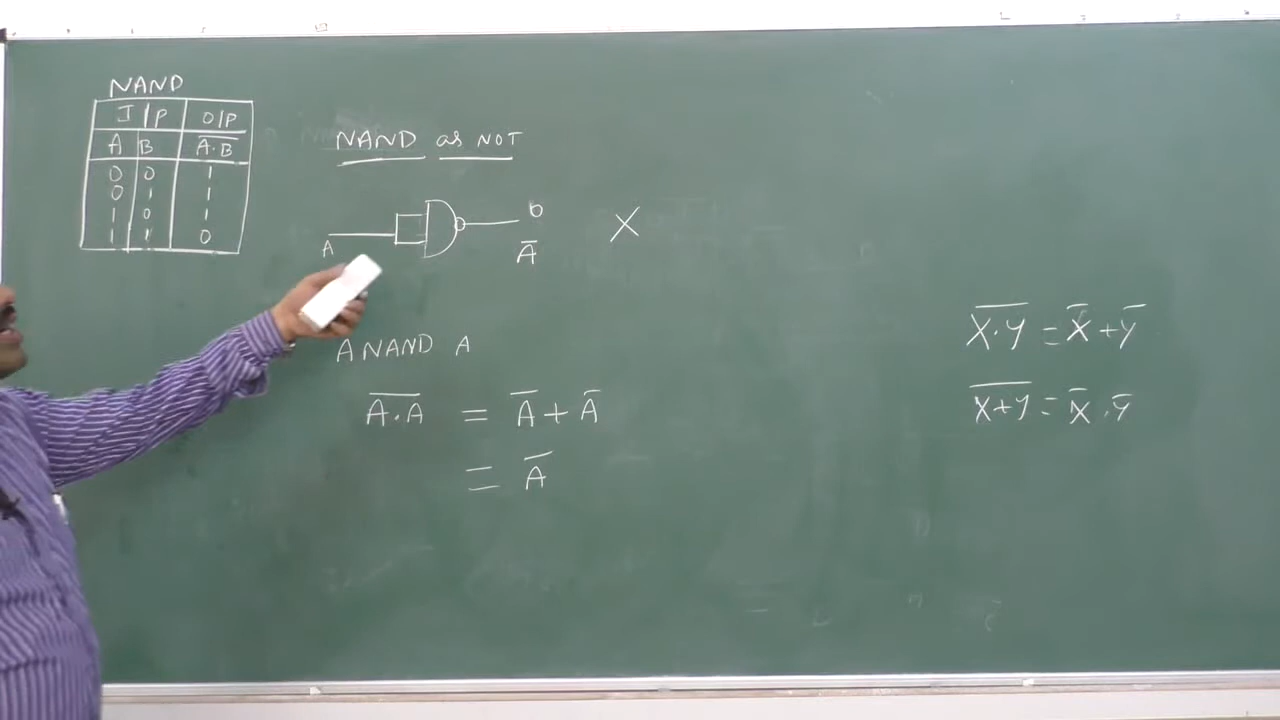 NAND
I/P O/P
A B A̅.̅B̅
0 0 1
0 1 1
1 0 1
1 1 0
NAND as NOT
0
A A̅
X
A NAND A
A̅.̅A̅ = A̅ + A̅
= A̅
X̅.̅Y̅ = X̅ + Y̅
X̅+̅Y̅ = X̅ . Y̅